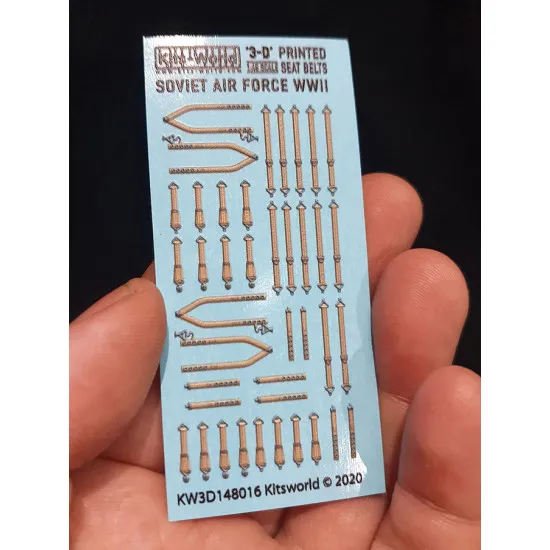 Kits-World '3-D' PRINTED
SEAT BELTS
SOVIET AIR FORCE WWII
KW3D148016 Kitsworld © 2020